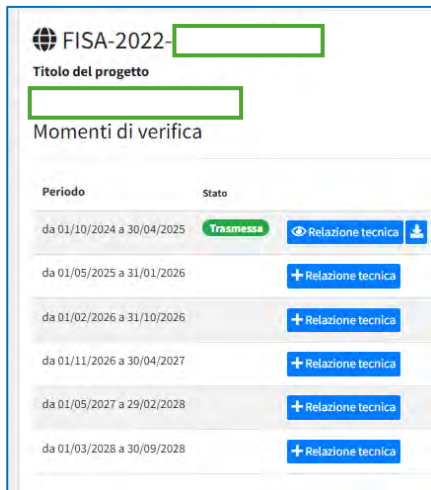 FISA-2022-
Titolo del progetto
Momenti di verifica
Periodo Stato
da 01/10/2024 a 30/04/2025 Trasmessa Relazione tecnica
da 01/05/2025 a 31/01/2026 + Relazione tecnica
da 01/02/2026 a 31/10/2026 + Relazione tecnica
da 01/11/2026 a 30/04/2027 + Relazione tecnica
da 01/05/2027 a 29/02/2028 + Relazione tecnica
da 01/03/2028 a 30/09/2028 + Relazione tecnica